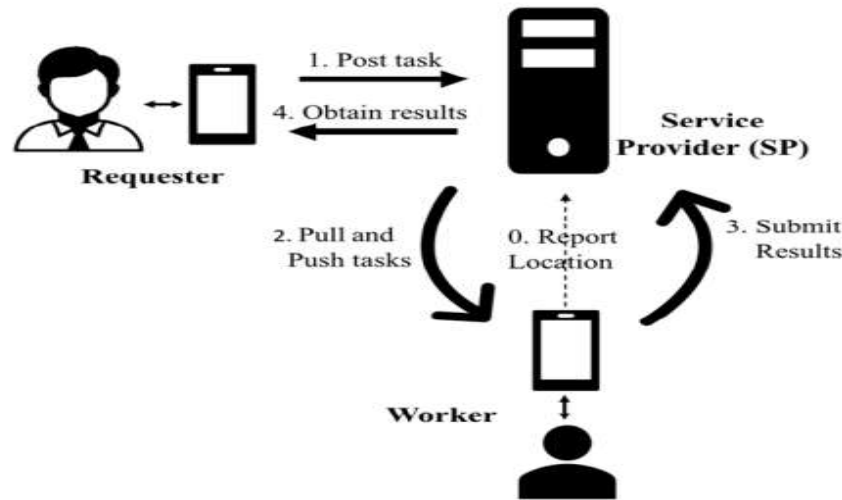 1. Post task
4. Obtain results
Service
Provider (SP)
Requester
2. Pull and
Push tasks
0. Report
Location
3. Submit
Results
Worker